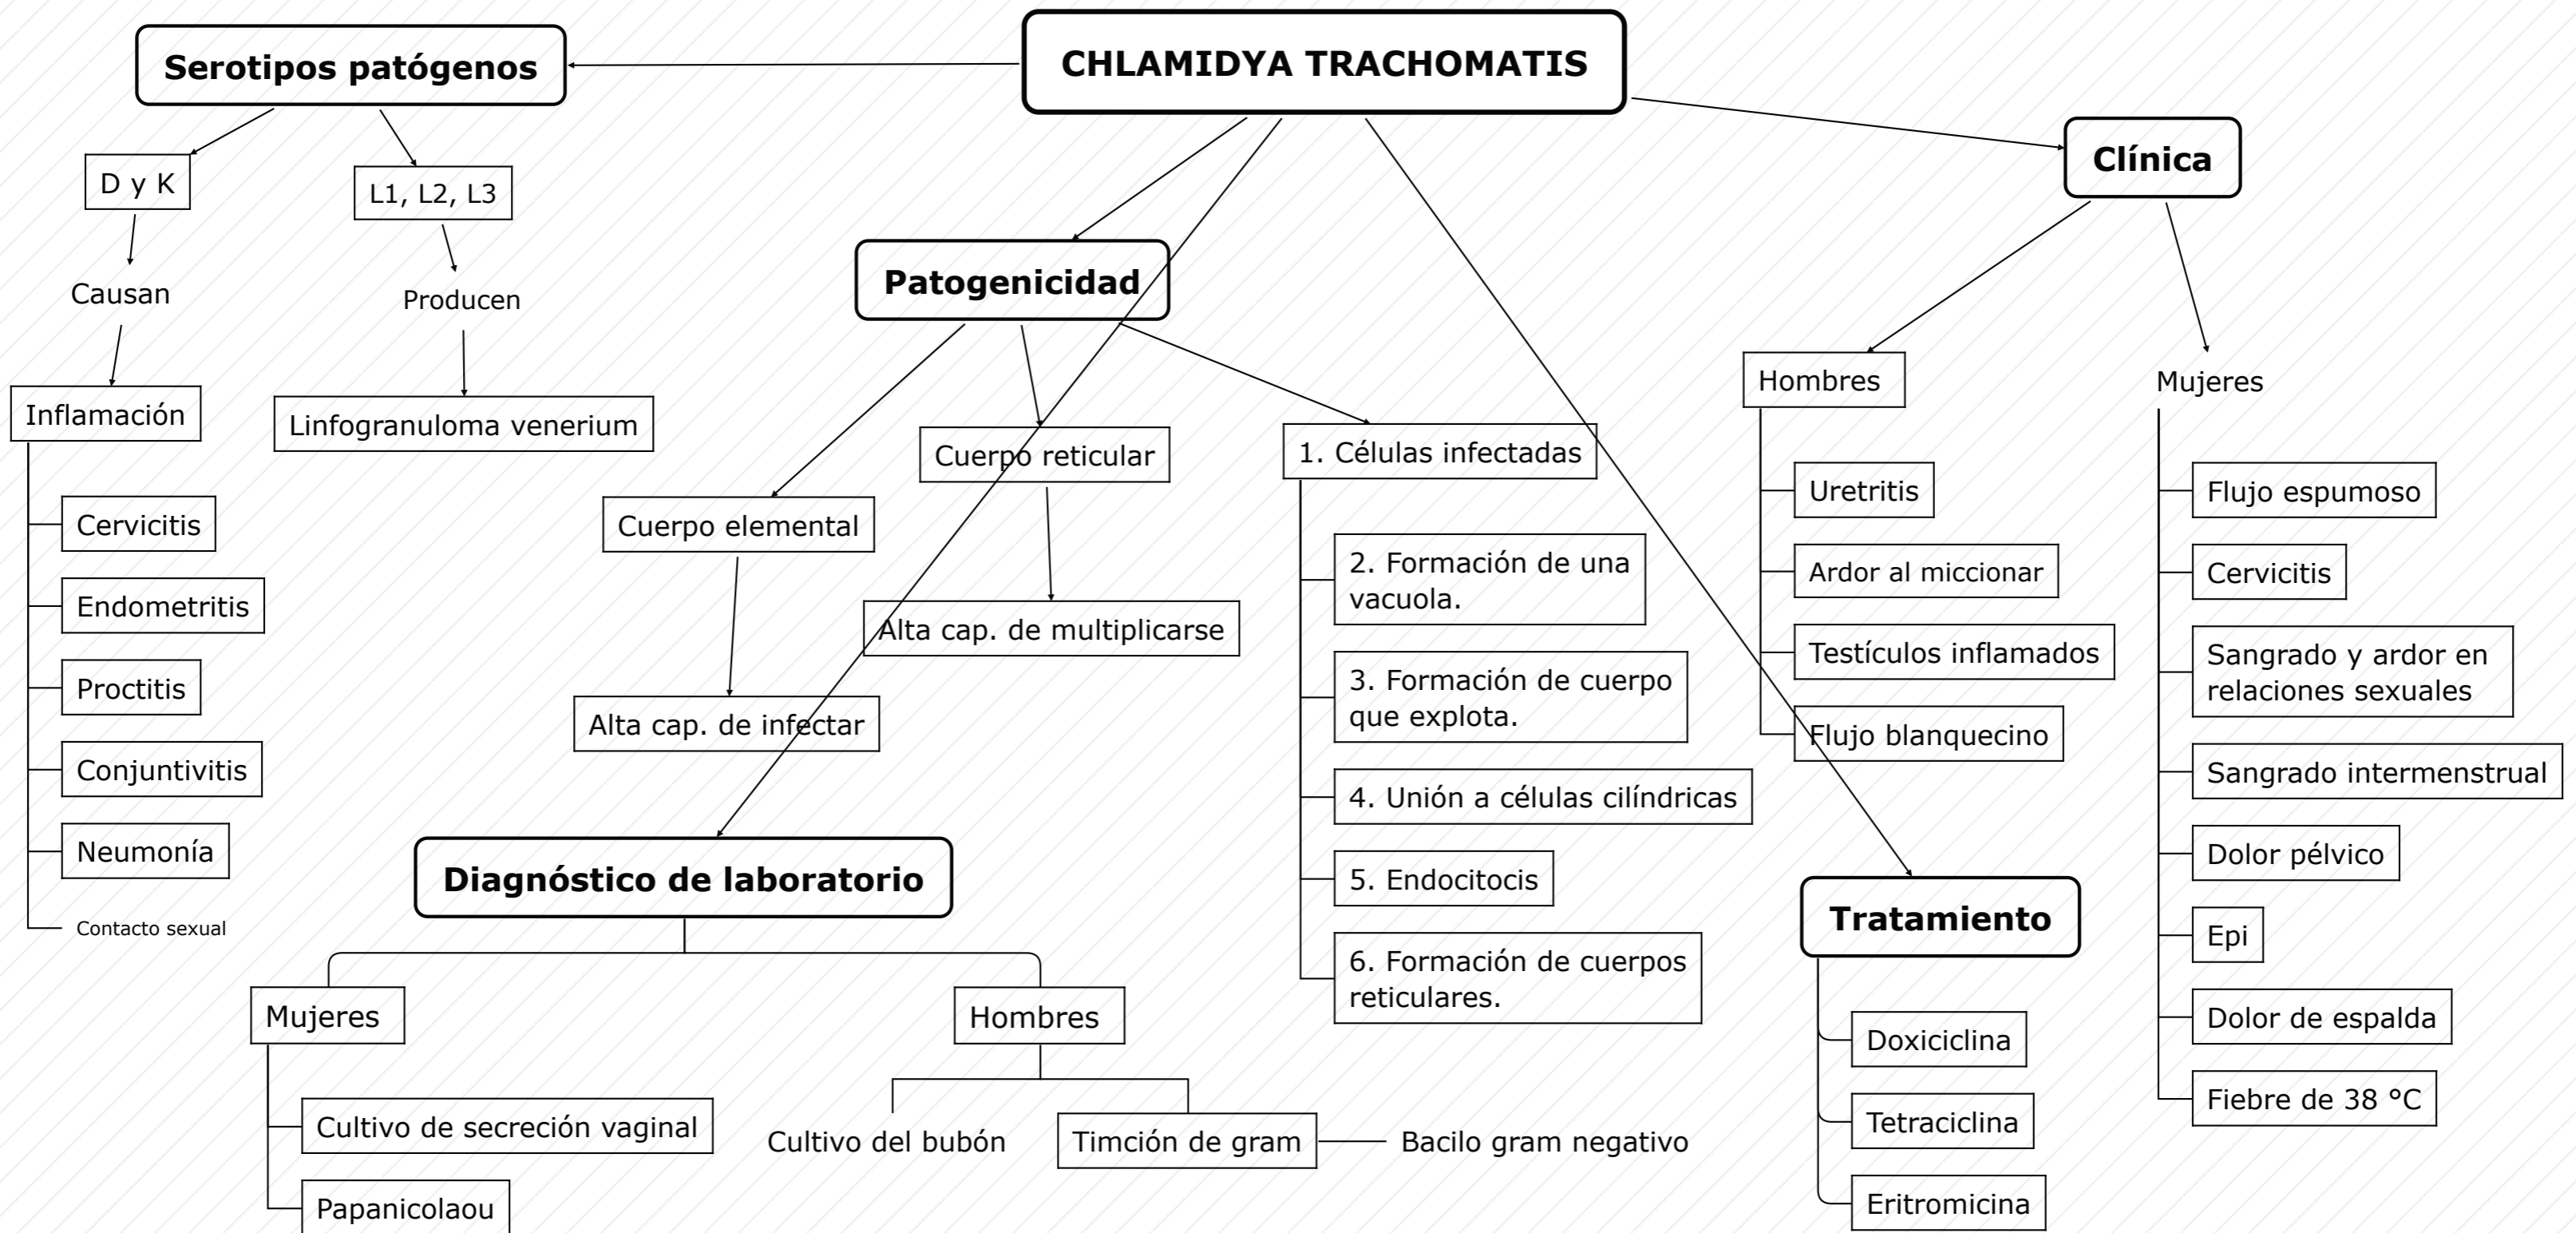 CHLAMIDYA TRACHOMATIS
Serotipos patógenos
D y K
Causan
Inflamación
Cervicitis
Endometritis
Proctitis
Conjuntivitis
Neumonía
Contacto sexual
L1, L2, L3
Producen
Linfogranuloma venerium
Patogenicidad
Cuerpo elemental
Alta cap. de infectar
Cuerpo reticular
Alta cap. de multiplicarse
1. Células infectadas
2. Formación de una
vacuola.
3. Formación de cuerpo
que explota.
4. Unión a células cilíndricas
5. Endocitocis
6. Formación de cuerpos
reticulares.
Diagnóstico de laboratorio
Mujeres
Cultivo de secreción vaginal
Papanicolaou
Hombres
Cultivo del bubón
Timción de gram
Bacilo gram negativo
Clínica
Hombres
Uretritis
Ardor al miccionar
Testículos inflamados
Flujo blanquecino
Mujeres
Flujo espumoso
Cervicitis
Sangrado y ardor en
relaciones sexuales
Sangrado intermenstrual
Dolor pélvico
Epi
Dolor de espalda
Fiebre de 38 °C
Tratamiento
Doxiciclina
Tetraciclina
Eritromicina